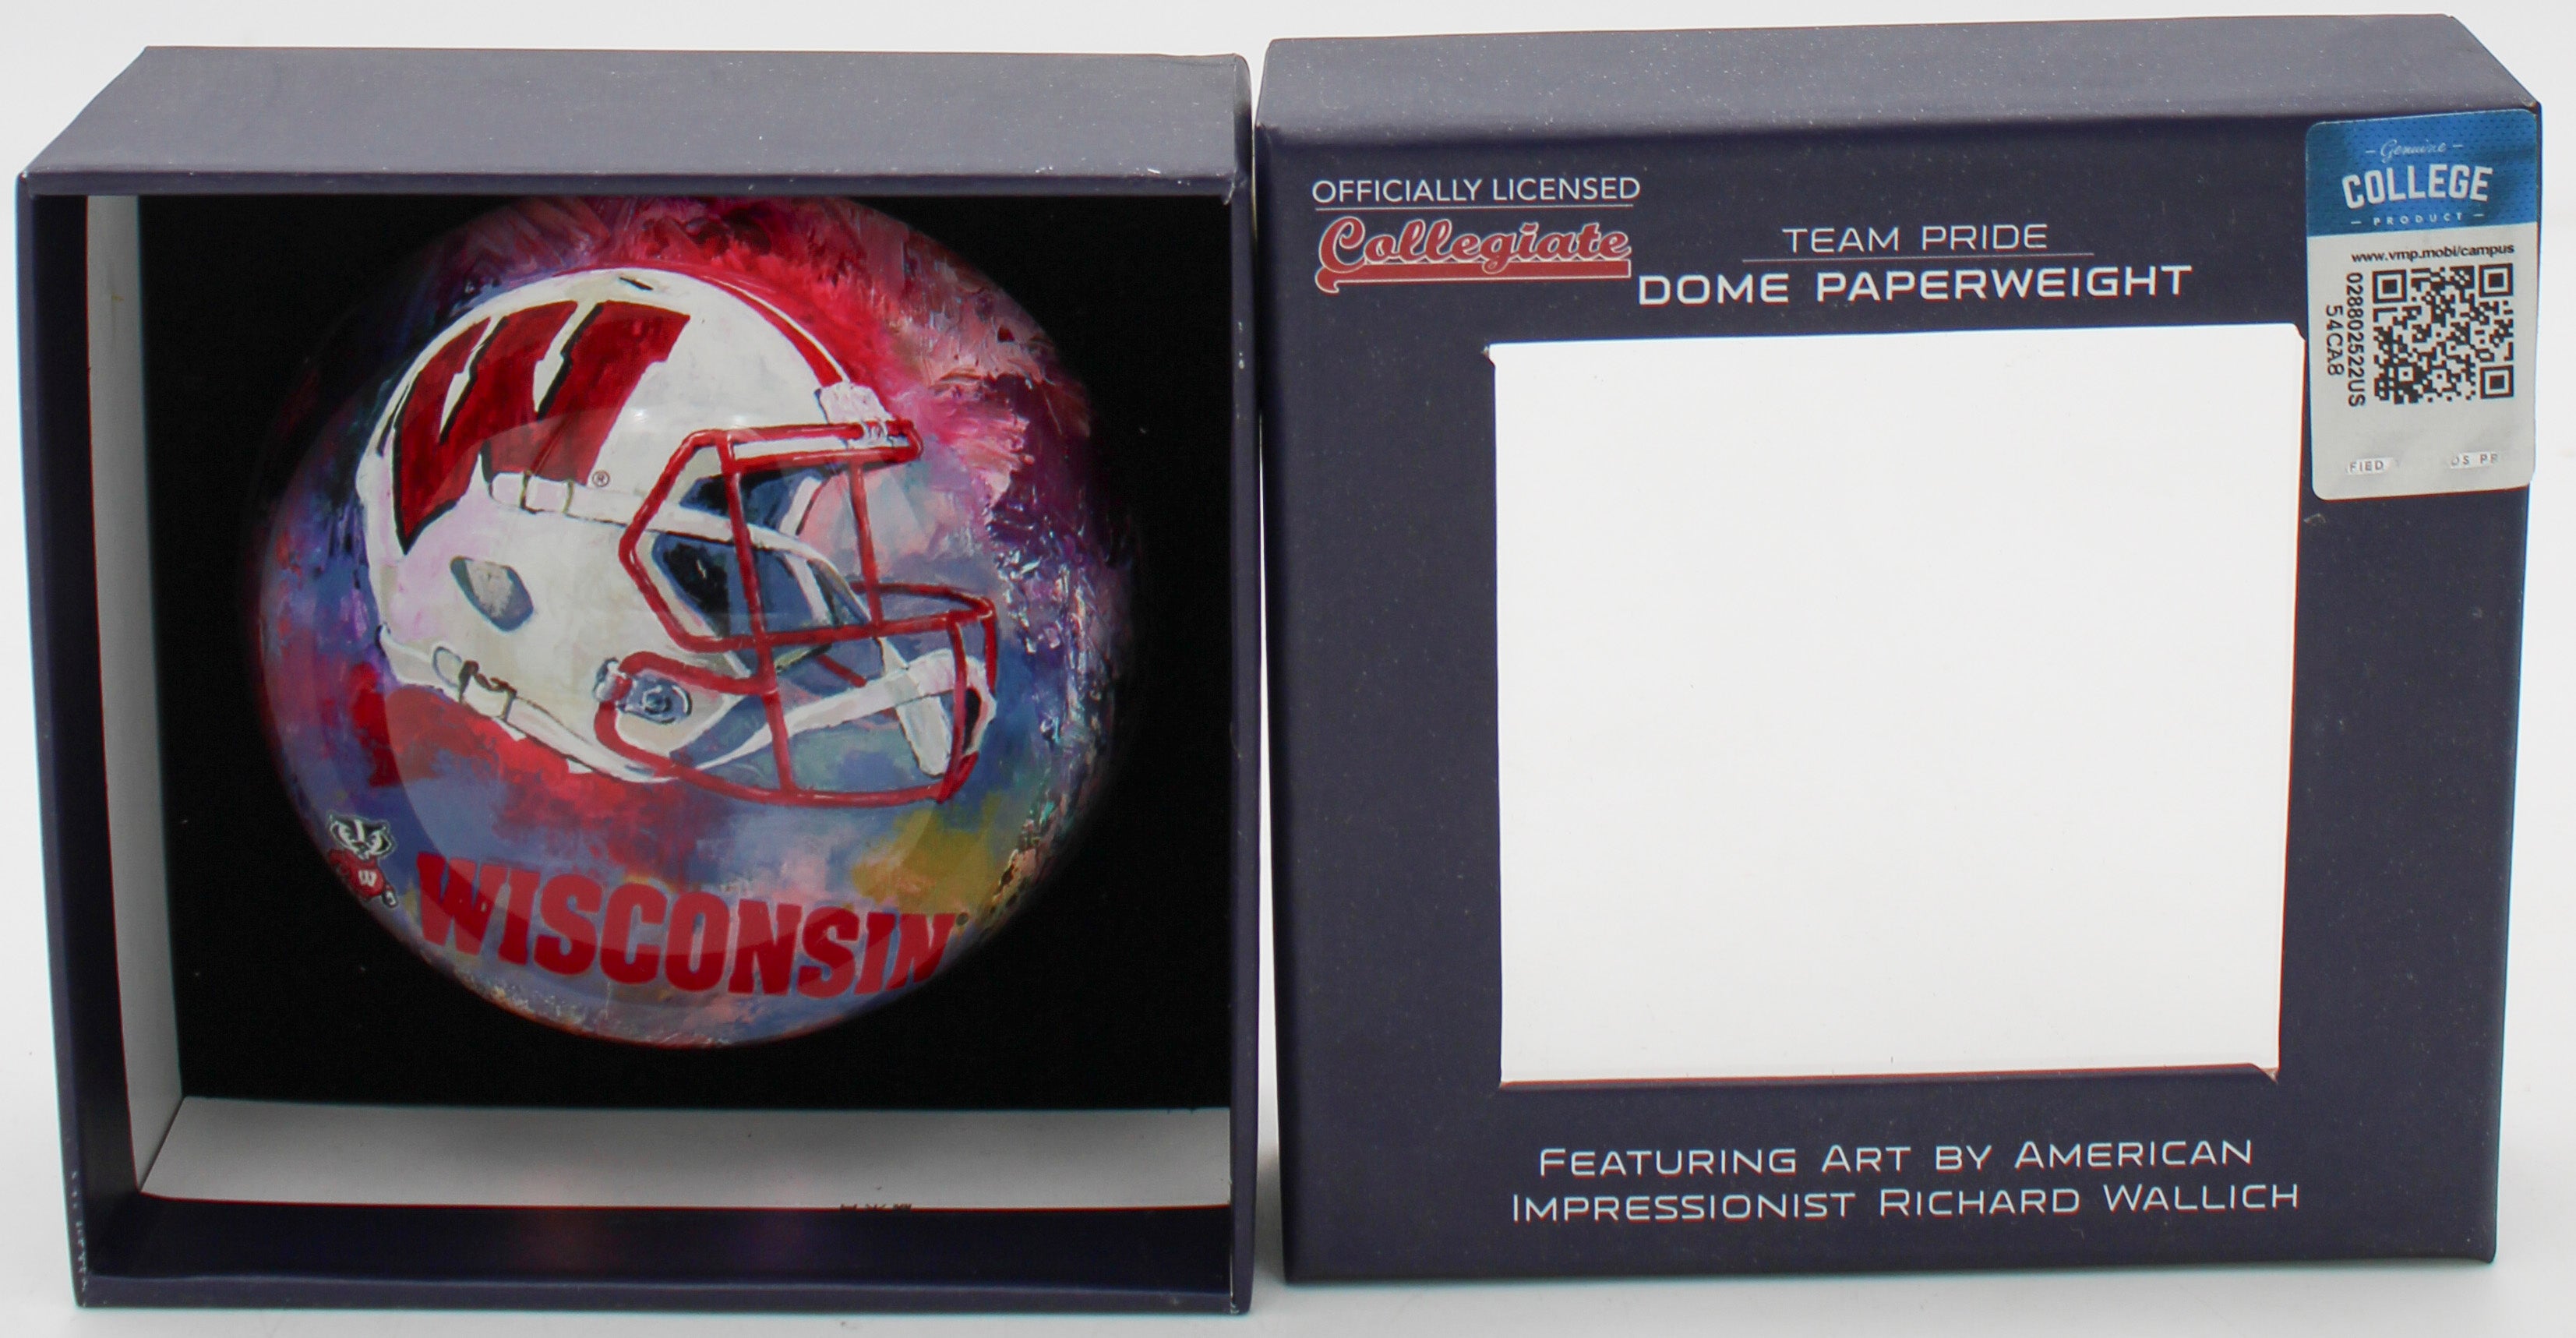 W
®
W
WISCONSIN
OFFICIALLY LICENSED
Collegiate
TEAM PRIDE
DOME PAPERWEIGHT
Genuine
COLLEGE
PRODUCT
www.vmp.mobi/campus
028802522US
54CA8
FEATURING ART BY AMERICAN
IMPRESSIONIST RICHARD WALLICH